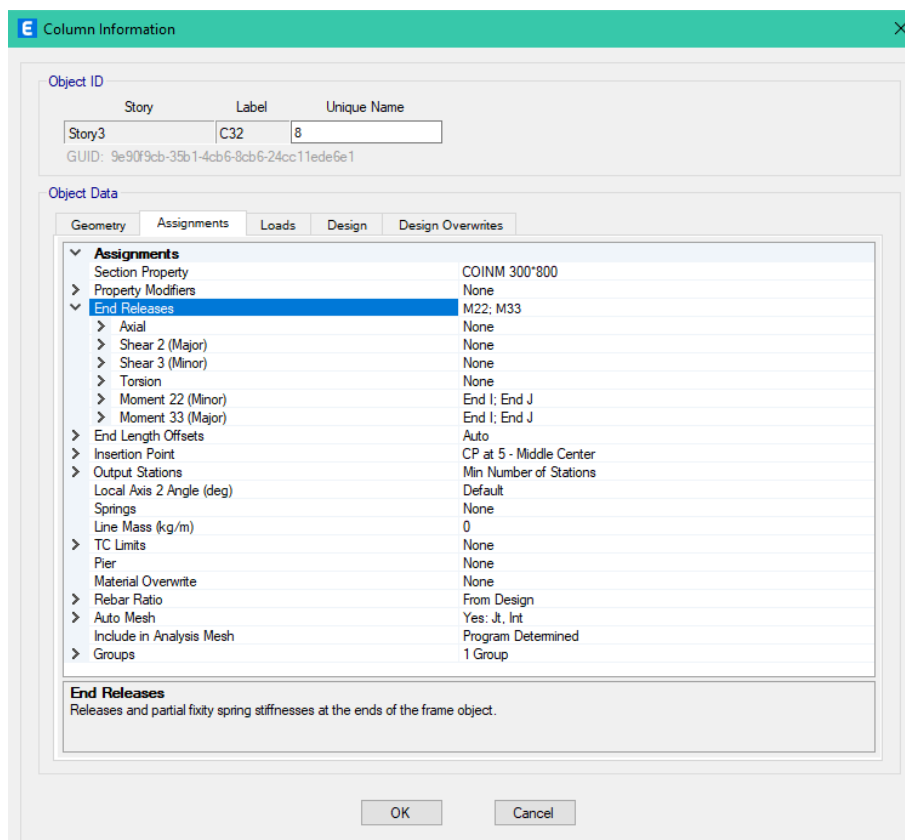 E Column Information
Object ID
Story Label Unique Name
Story3 C32 8
GUID: 9e90f9cb-35b1-4cb6-8cb6-24cc11ede6e1
Object Data
Geometry Assignments Loads Design Design Overwrites
Assignments
Section Property COINM 300*800
Property Modifiers None
End Releases M22; M33
Axial None
Shear 2 (Major) None
Shear 3 (Minor) None
Torsion None
Moment 22 (Minor) End I; End J
Moment 33 (Major) End I; End J
End Length Offsets Auto
Insertion Point CP at 5 - Middle Center
Output Stations Min Number of Stations
Local Axis 2 Angle (deg) Default
Springs None
Line Mass (kg/m) 0
TC Limits None
Pier None
Material Overwrite None
Rebar Ratio From Design
Auto Mesh Yes: Jt, Int
Include in Analysis Mesh Program Determined
Groups 1 Group
End Releases
Releases and partial fixity spring stiffnesses at the ends of the frame object.
OK Cancel